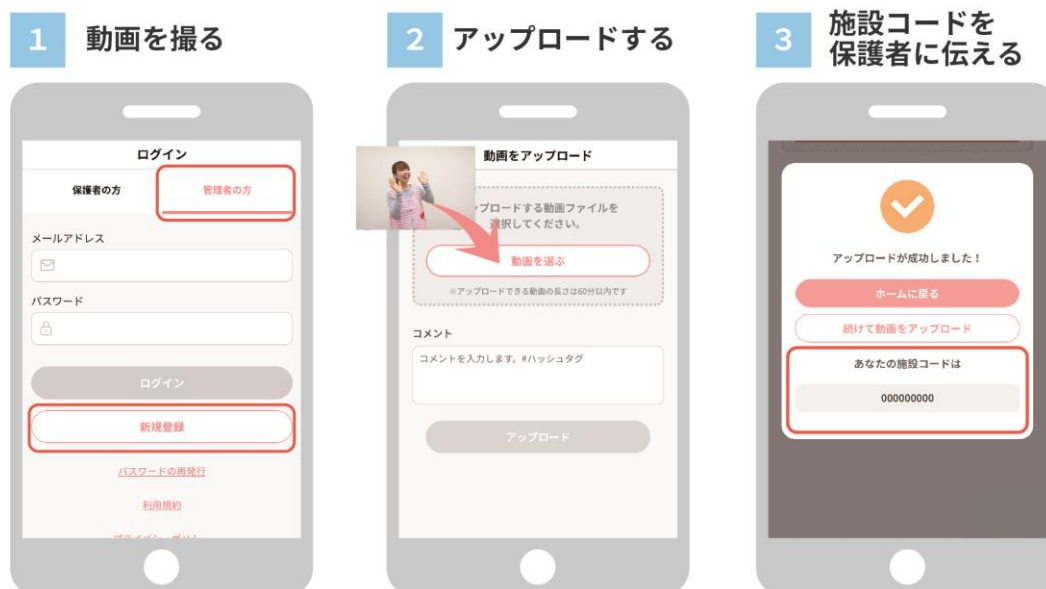 1 動画を撮る
ログイン
保護者の方
管理者の方
メールアドレス
パスワード
ログイン
新規登録
パスワードの再発行
利用規約
2 アップロードする
動画をアップロード
プロードする動画ファイルを
選択してください。
動画を選ぶ
※アップロードできる動画の長さは60分以内です
コメント
コメントを入力します。#ハッシュタグ
アップロード
3 施設コードを
保護者に伝える
アップロードが成功しました！
ホームに戻る
続けて動画をアップロード
あなたの施設コードは
000000000